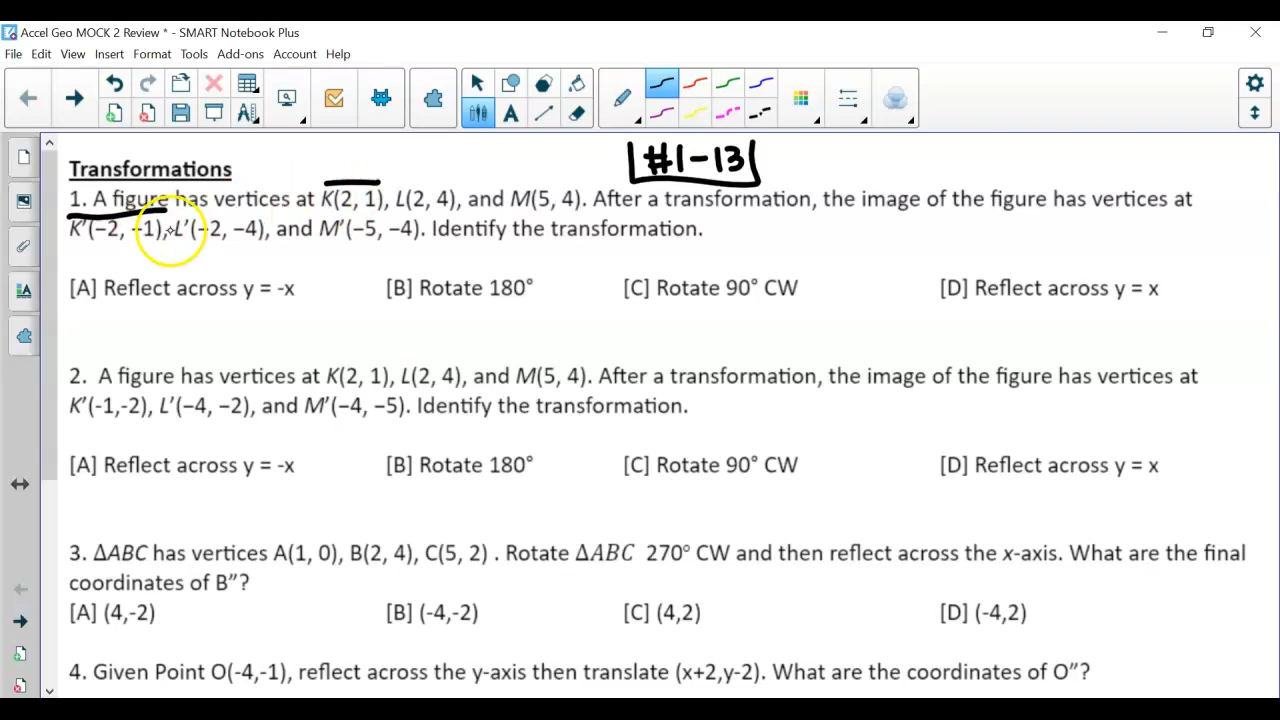 Accel Geo MOCK 2 Review * - SMART Notebook Plus
File Edit View Insert Format Tools Add-ons Account Help
#1-13
Transformations
1. A figure has vertices at K(2, 1), L(2, 4), and M(5, 4). After a transformation, the image of the figure has vertices at
K′(−2, −1), L′(−2, −4), and M′(−5, −4). Identify the transformation.
[A] Reflect across y = -x [B] Rotate 180° [C] Rotate 90° CW [D] Reflect across y = x
2. A figure has vertices at K(2, 1), L(2, 4), and M(5, 4). After a transformation, the image of the figure has vertices at
K′(-1,-2), L′(−4, −2), and M′(−4, −5). Identify the transformation.
[A] Reflect across y = -x [B] Rotate 180° [C] Rotate 90° CW [D] Reflect across y = x
3. ΔABC has vertices A(1, 0), B(2, 4), C(5, 2) . Rotate ΔABC 270° CW and then reflect across the x-axis. What are the final
coordinates of B″?
[A] (4,-2) [B] (-4,-2) [C] (4,2) [D] (-4,2)
4. Given Point O(-4,-1), reflect across the y-axis then translate (x+2,y-2). What are the coordinates of O″?